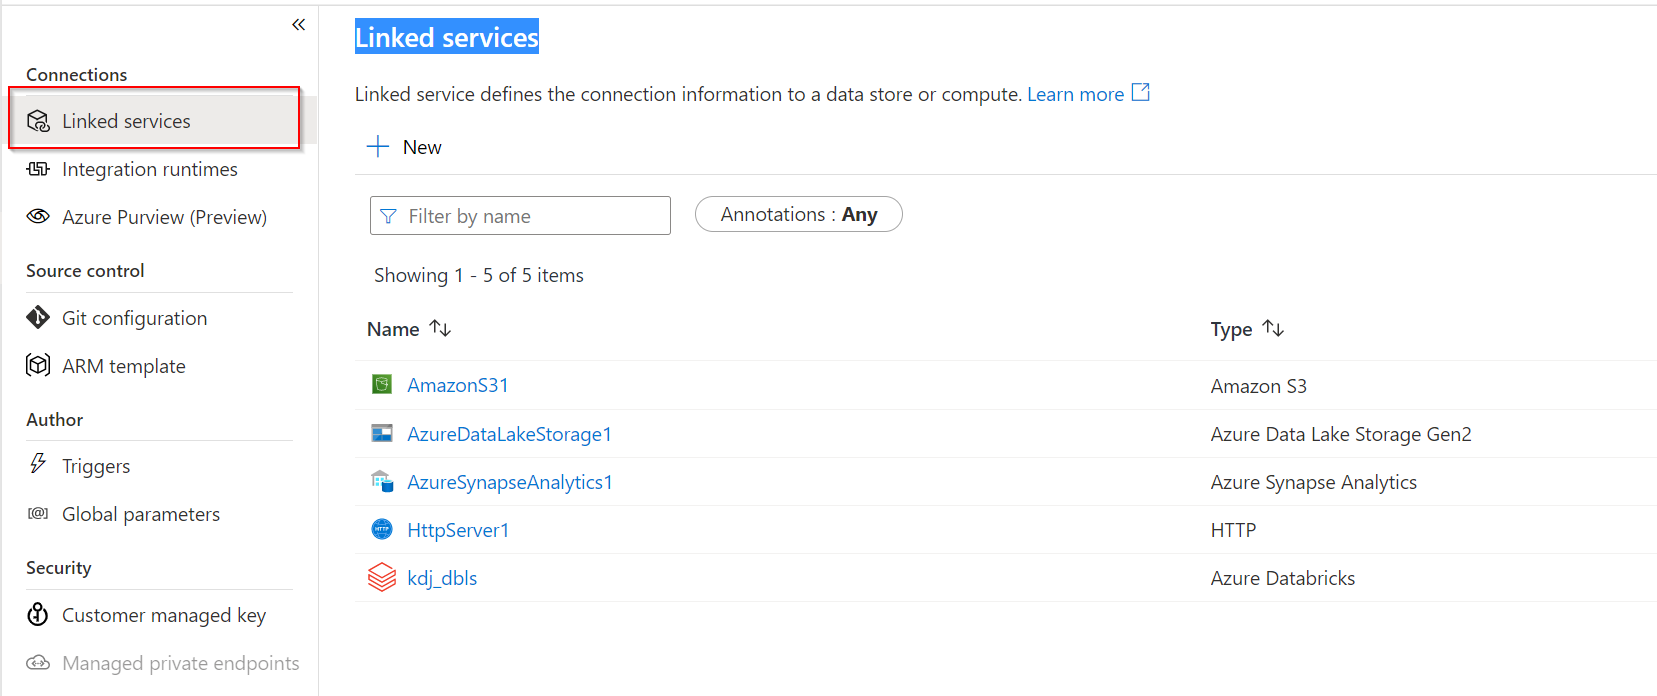 Connections
Linked services
Integration runtimes
Azure Purview (Preview)
Source control
Git configuration
ARM template
Author
Triggers
Global parameters
Security
Customer managed key
Managed private endpoints
Linked services
Linked service defines the connection information to a data store or compute. Learn more
New
Filter by name
Annotations : Any
Showing 1 - 5 of 5 items
Name Type
AmazonS31 Amazon S3
AzureDataLakeStorage1 Azure Data Lake Storage Gen2
AzureSynapseAnalytics1 Azure Synapse Analytics
HTTP HttpServer1 HTTP
kdj_dbls Azure Databricks